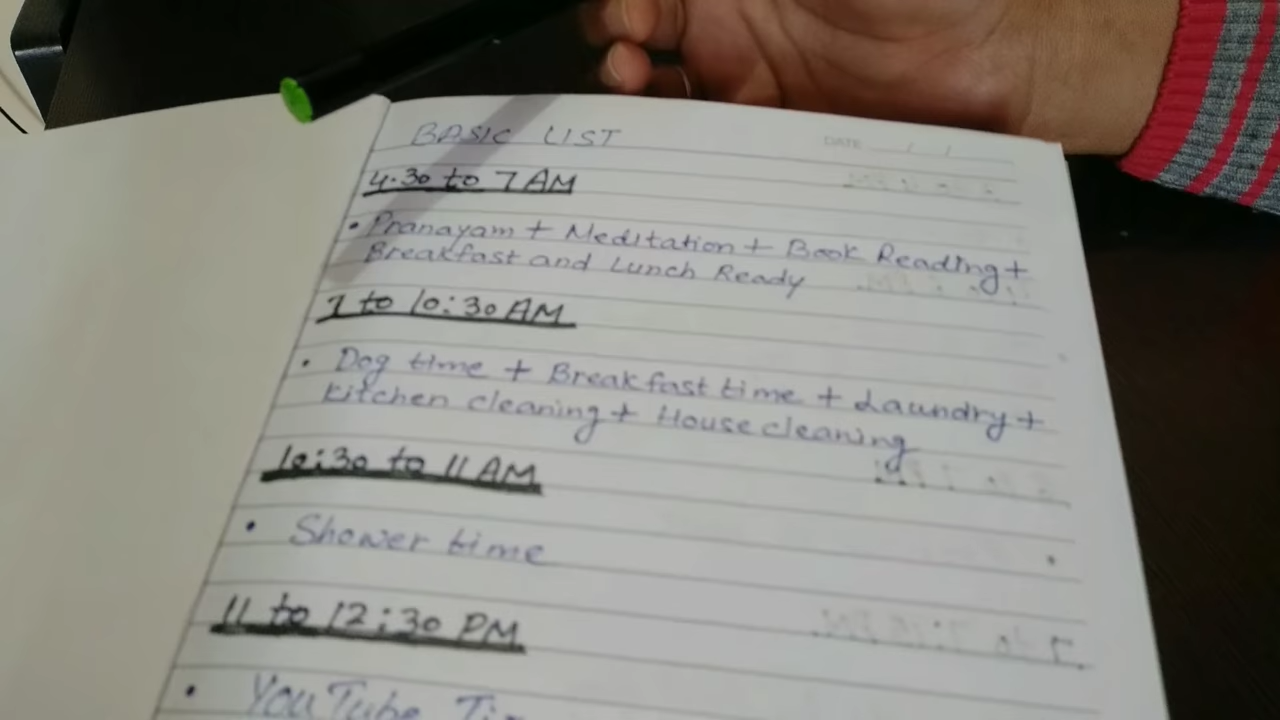 BASIC LIST
DATE / /
4.30 to 7 AM
• Pranayam + Meditation + Book Reading +
Breakfast and Lunch Ready
7 to 10:30 AM
• Dog time + Breakfast time + Laundry +
Kitchen cleaning + House cleaning
10:30 to 11 AM
• Shower time
11 to 12:30 PM
• YouTube